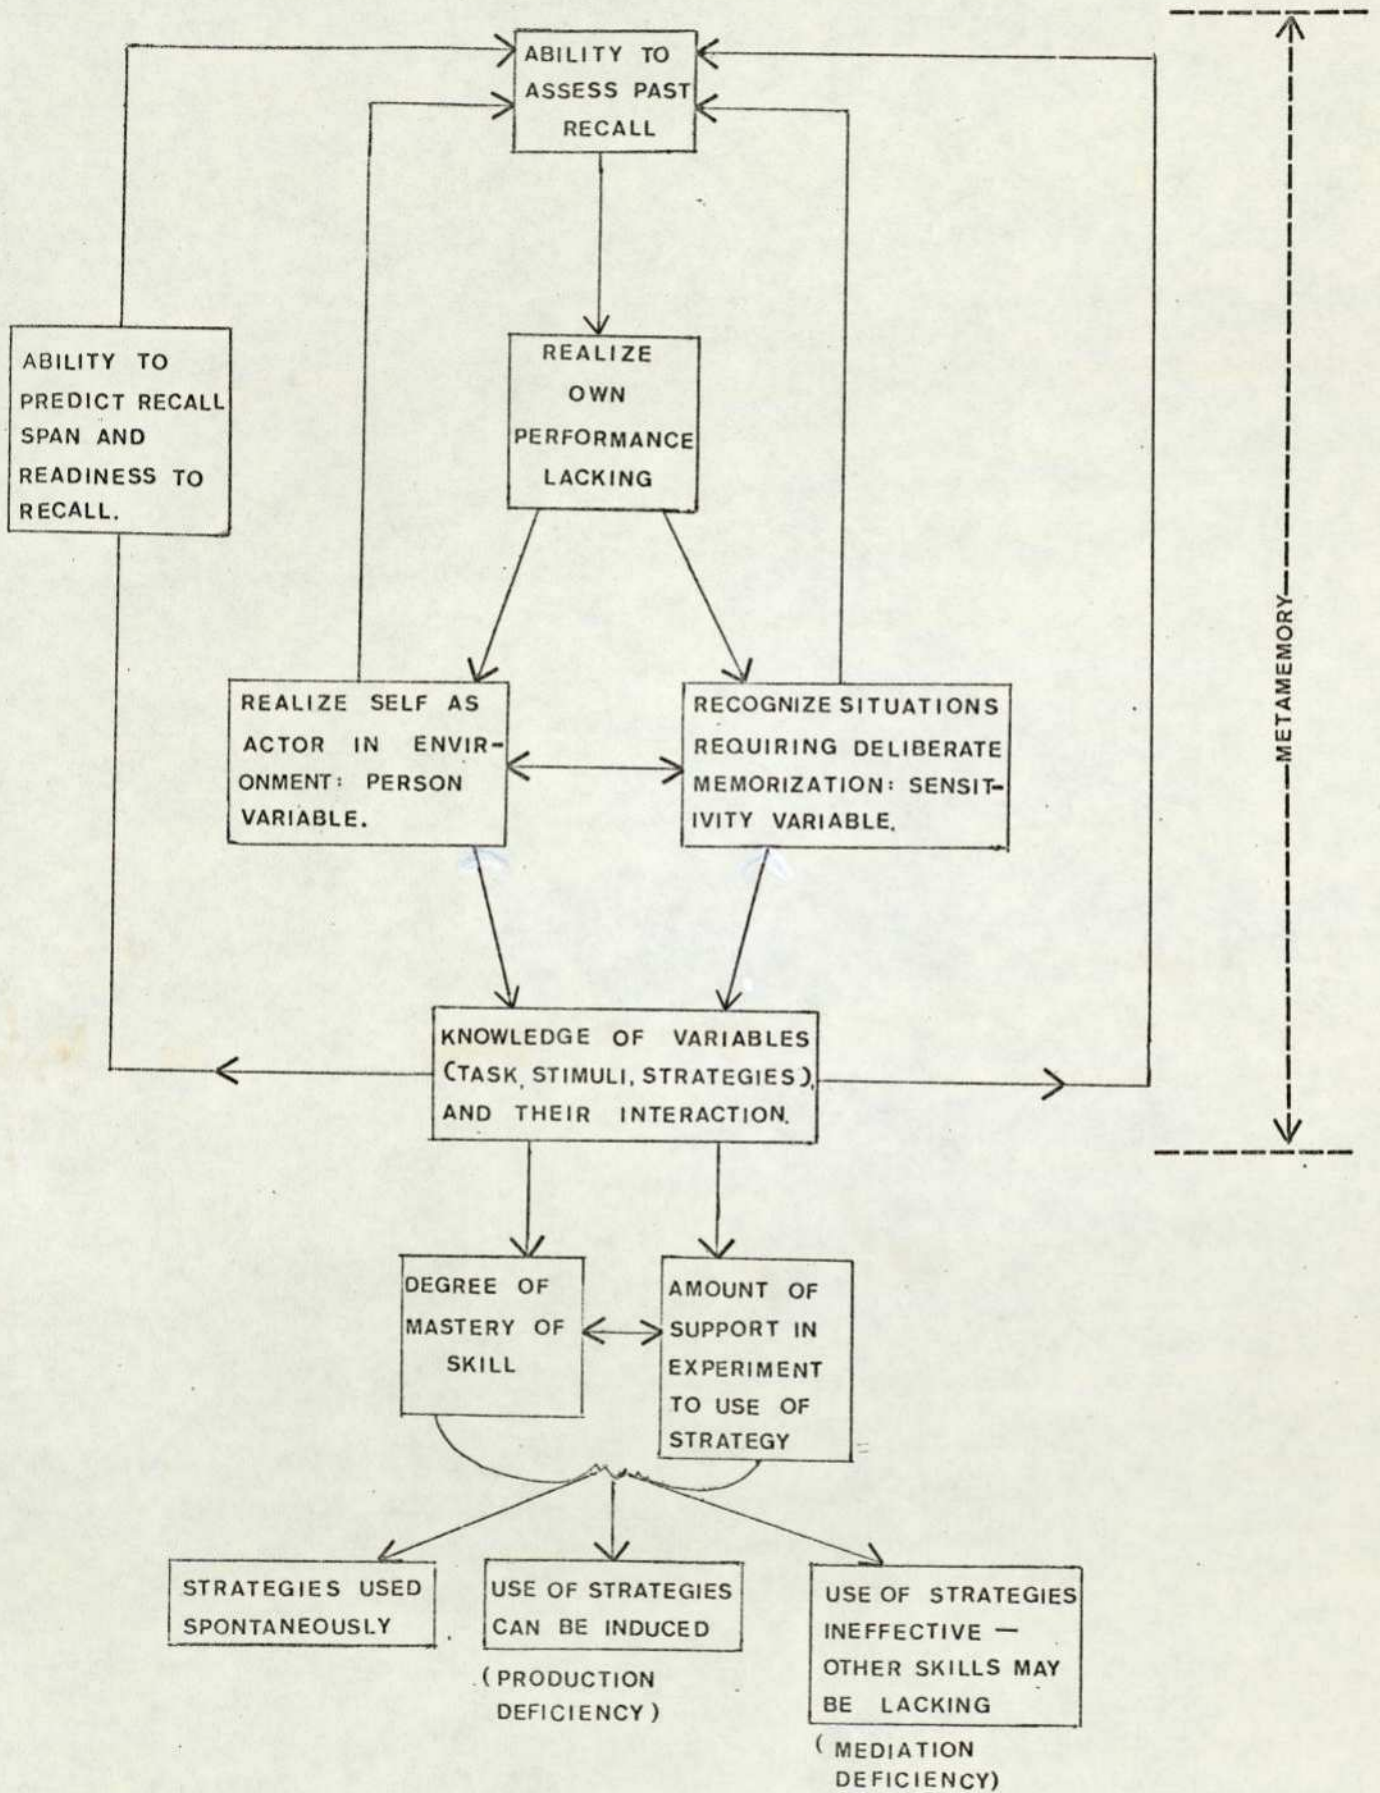 ABILITY TO
ASSESS PAST
RECALL
REALIZE
OWN
PERFORMANCE
LACKING
ABILITY TO
PREDICT RECALL
SPAN AND
READINESS TO
RECALL.
METAMEMORY
REALIZE SELF AS
ACTOR IN ENVIR-
ONMENT: PERSON
VARIABLE.
RECOGNIZE SITUATIONS
REQUIRING DELIBERATE
MEMORIZATION: SENSIT-
IVITY VARIABLE.
KNOWLEDGE OF VARIABLES
(TASK, STIMULI, STRATEGIES),
AND THEIR INTERACTION.
DEGREE OF
MASTERY OF
SKILL
AMOUNT OF
SUPPORT IN
EXPERIMENT
TO USE OF
STRATEGY
STRATEGIES USED
SPONTANEOUSLY
USE OF STRATEGIES
CAN BE INDUCED
(PRODUCTION
DEFICIENCY)
USE OF STRATEGIES
INEFFECTIVE —
OTHER SKILLS MAY
BE LACKING
(MEDIATION
DEFICIENCY)